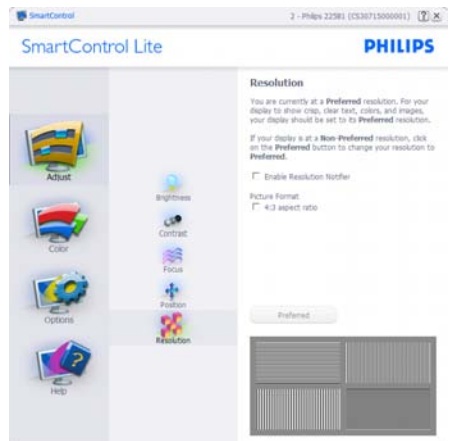 SmartControl
2 - Philips 225B1 (CS30715000001)
? X
SmartControl Lite
PHILIPS
Adjust
Color
Options
Help
Brightness
Contrast
Focus
Position
Resolution
Resolution
You are currently at a Preferred resolution. For your
display to show crisp, clear text, colors, and images,
your display should be set to its Preferred resolution.
If your display is at a Non-Preferred resolution, click
on the Preferred button to change your resolution to
Preferred.
Enable Resolution Notifier
Picture Format
4:3 aspect ratio
Preferred